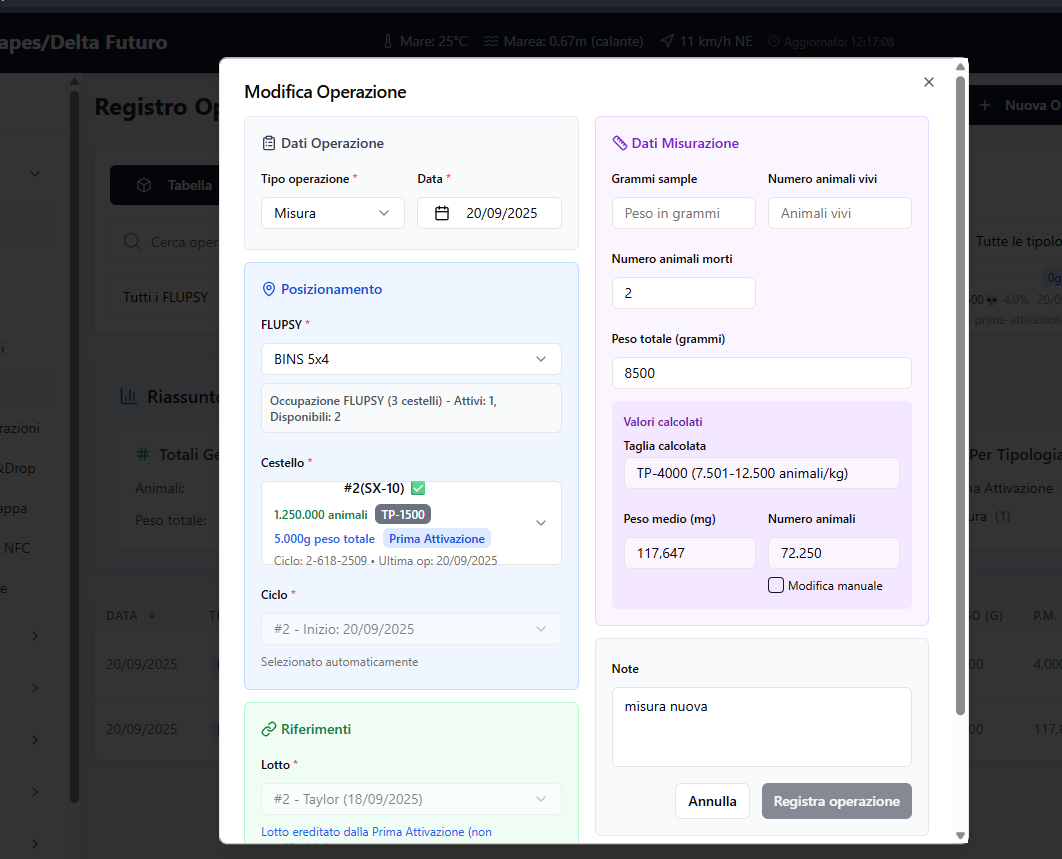 apes/Delta Futuro
Mare: 25°C
Marea: 0.67m (calante)
11 km/h NE
Aggiornato: 12:17:08
Registro Op
Nuova O
Tabella
Cerca oper
Tutti i FLUPSY
Tutte le tipolo
0g
4.0%
20/09
prima-attivazion
Riassunto
Totali Ge
Animali:
Peso totale:
Per Tipologia
a Attivazione
ura (1)
razioni
&Drop
appa
NFC
DATA
20/09/2025
20/09/2025
O (G)
P.M.
00
4,000
00
117,6
Modifica Operazione
Dati Operazione
Tipo operazione *
Data *
Misura
20/09/2025
Posizionamento
FLUPSY *
BINS 5x4
Occupazione FLUPSY (3 cestelli) - Attivi: 1,
Disponibili: 2
Cestello *
#2(SX-10) ✅
1.250.000 animali TP-1500
5.000g peso totale Prima Attivazione
Ciclo: 2-618-2509 • Ultima op: 20/09/2025
Ciclo *
#2 - Inizio: 20/09/2025
Selezionato automaticamente
Riferimenti
Lotto *
#2 - Taylor (18/09/2025)
Lotto ereditato dalla Prima Attivazione (non
Dati Misurazione
Grammi sample
Numero animali vivi
Peso in grammi
Animali vivi
Numero animali morti
2
Peso totale (grammi)
8500
Valori calcolati
Taglia calcolata
TP-4000 (7.501-12.500 animali/kg)
Peso medio (mg)
Numero animali
117,647
72.250
Modifica manuale
Note
misura nuova
Annulla
Registra operazione